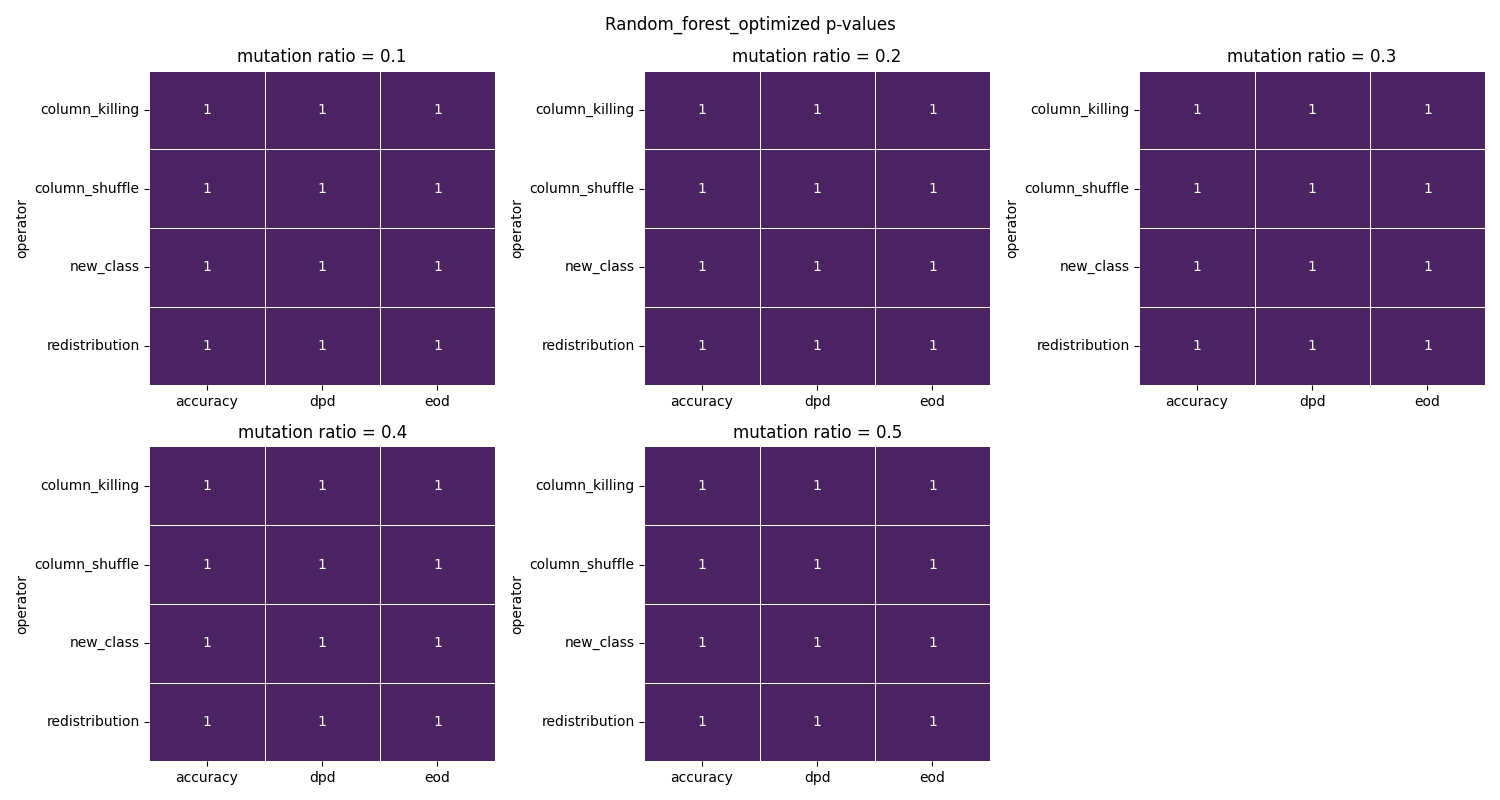 Random_forest_optimized p-values
mutation ratio = 0.1
column_killing 1 1 1
column_shuffle 1 1 1
new_class 1 1 1
redistribution 1 1 1
operator
accuracy dpd eod
mutation ratio = 0.2
column_killing 1 1 1
column_shuffle 1 1 1
new_class 1 1 1
redistribution 1 1 1
operator
accuracy dpd eod
mutation ratio = 0.3
column_killing 1 1 1
column_shuffle 1 1 1
new_class 1 1 1
redistribution 1 1 1
operator
accuracy dpd eod
mutation ratio = 0.4
column_killing 1 1 1
column_shuffle 1 1 1
new_class 1 1 1
redistribution 1 1 1
operator
accuracy dpd eod
mutation ratio = 0.5
column_killing 1 1 1
column_shuffle 1 1 1
new_class 1 1 1
redistribution 1 1 1
operator
accuracy dpd eod